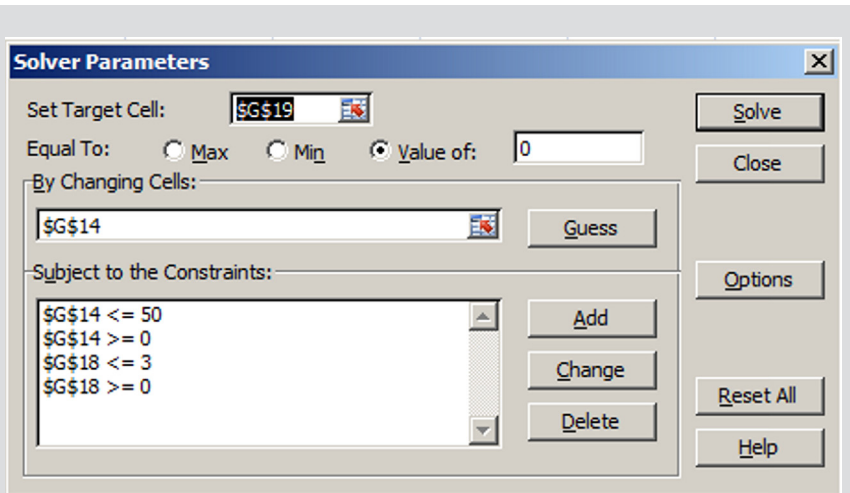 Solver Parameters
Set Target Cell: $G$19 Solve
Equal To: Max Min Value of: 0 Close
By Changing Cells:
$G$14 Guess
Subject to the Constraints: Options
$G$14 <= 50 Add
$G$14 >= 0
$G$18 <= 3 Change
$G$18 >= 0 Reset All
Delete
Help